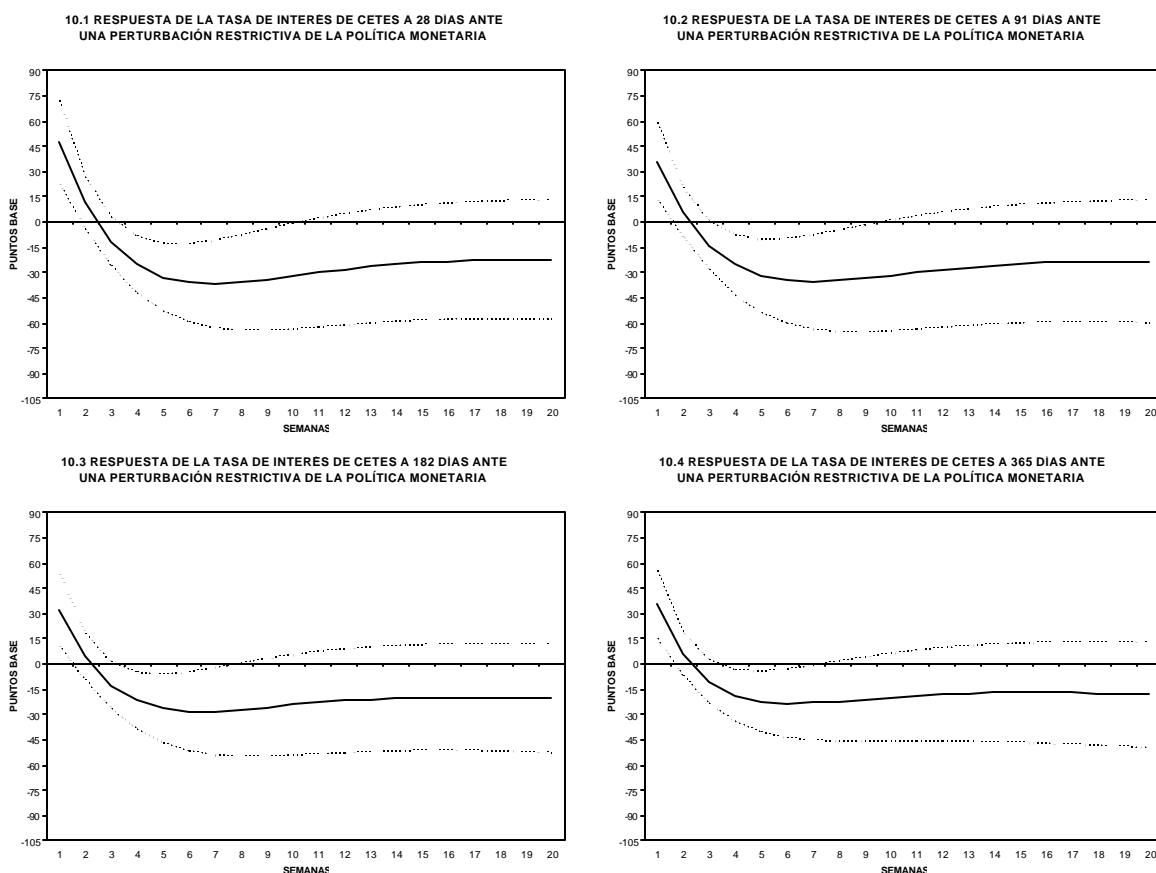 10.1 RESPUESTA DE LA TASA DE INTERÉS DE CETES A 28 DÍAS ANTE
UNA PERTURBACIÓN RESTRICTIVA DE LA POLÍTICA MONETARIA
90
75
60
45
30
15
0
-15
-30
-45
-60
-75
-90
-105
PUNTOS BASE
1 2 3 4 5 6 7 8 9 10 11 12 13 14 15 16 17 18 19 20
SEMANAS
10.2 RESPUESTA DE LA TASA DE INTERÉS DE CETES A 91 DÍAS ANTE
UNA PERTURBACIÓN RESTRICTIVA DE LA POLÍTICA MONETARIA
90
75
60
45
30
15
0
-15
-30
-45
-60
-75
-90
-105
PUNTOS BASE
1 2 3 4 5 6 7 8 9 10 11 12 13 14 15 16 17 18 19 20
SEMANAS
10.3 RESPUESTA DE LA TASA DE INTERÉS DE CETES A 182 DÍAS ANTE
UNA PERTURBACIÓN RESTRICTIVA DE LA POLÍTICA MONETARIA
90
75
60
45
30
15
0
-15
-30
-45
-60
-75
-90
-105
PUNTOS BASE
1 2 3 4 5 6 7 8 9 10 11 12 13 14 15 16 17 18 19 20
SEMANAS
10.4 RESPUESTA DE LA TASA DE INTERÉS DE CETES A 365 DÍAS ANTE
UNA PERTURBACIÓN RESTRICTIVA DE LA POLÍTICA MONETARIA
90
75
60
45
30
15
0
-15
-30
-45
-60
-75
-90
-105
PUNTOS BASE
1 2 3 4 5 6 7 8 9 10 11 12 13 14 15 16 17 18 19 20
SEMANAS